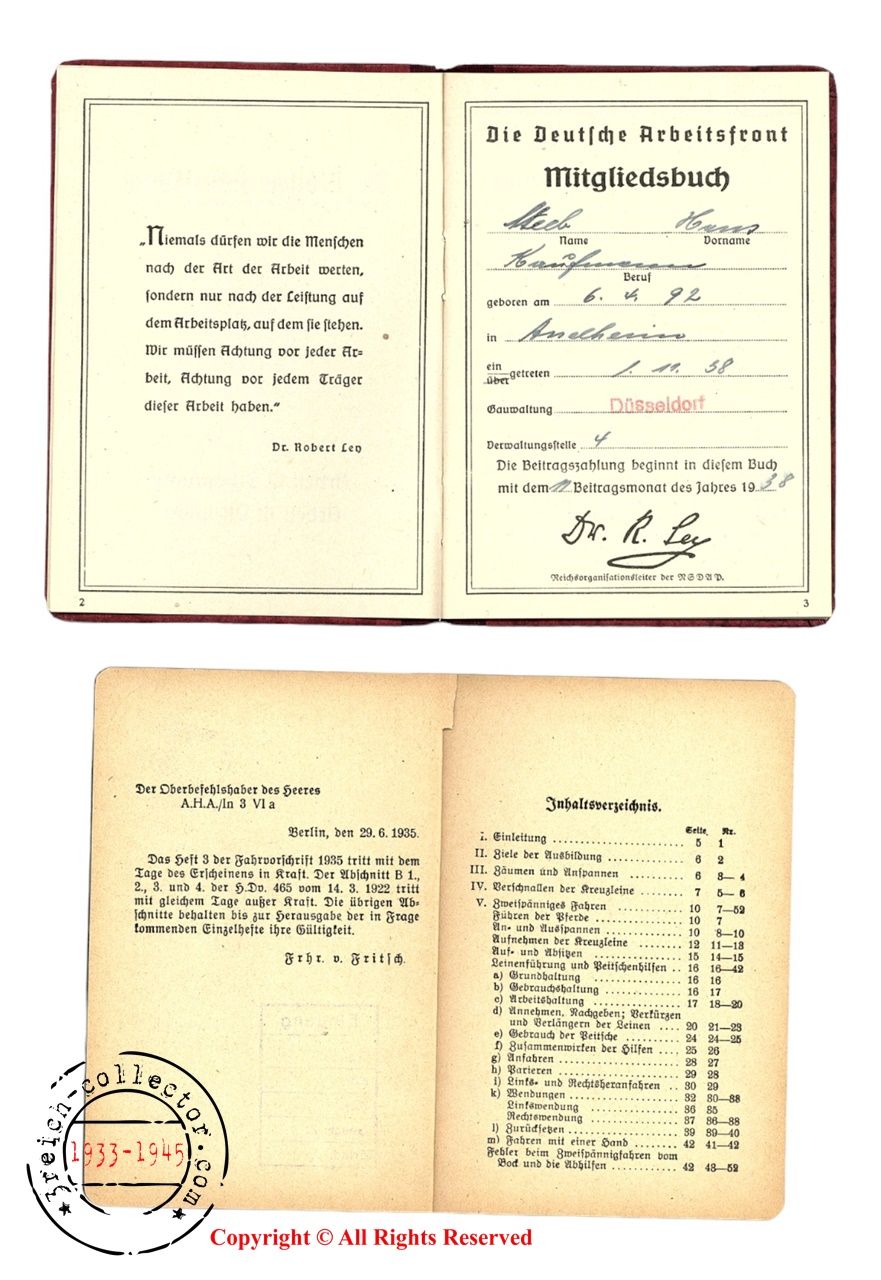 „Niemals dürfen wir die Menschen
nach der Art der Arbeit werten,
sondern nur nach der Leistung auf
dem Arbeitsplatz, auf dem sie stehen.
Wir müssen Achtung vor jeder Ar=
beit, Achtung vor jedem Träger
dieser Arbeit haben.“
Dr. Robert Ley
2
Die Deutsche Arbeitsfront
Mitgliedsbuch
Steeb Hans
Name Vorname
Kaufmann
Beruf
geboren am 6. 4. 92
in
ein
über getreten 1. 11. 38
Gauwaltung Düsseldorf
Verwaltungsstelle 4
Die Beitragszahlung beginnt in diesem Buch
mit dem 11 Beitragsmonat des Jahres 1938
Dr. R. Ley
Reichsorganisationsleiter der NSDAP.
3
Der Oberbefehlshaber des Heeres
A.H.A./In 3 VI a
Berlin, den 29. 6. 1935.
Das Heft 3 der Fahrvorschrift 1935 tritt mit dem
Tage des Erscheinens in Kraft. Der Abschnitt B 1.,
2., 3. und 4. der H.Dv. 465 vom 14. 3. 1922 tritt
mit gleichem Tage außer Kraft. Die übrigen Ab=
schnitte behalten bis zur Herausgabe der in Frage
kommenden Einzelhefte ihre Gültigkeit.
Frhr. v. Fritsch.
Inhaltsverzeichnis.
Seite Nr.
I. Einleitung 5 1
II. Ziele der Ausbildung 6 2
III. Zäumen und Anspannen 6 3—4
IV. Verschnallen der Kreuzleine 7 5—6
V. Zweispänniges Fahren 10 7—52
Führen der Pferde 10 7
An- und Ausspannen 10 8—10
Aufnehmen der Kreuzleine 12 11—13
Auf- und Absitzen 15 14—15
Leinenführung und Peitschenhilfen 16 16—42
a) Grundhaltung 16 16
b) Gebrauchshaltung 16 17
c) Arbeitshaltung 17 18—20
d) Annehmen, Nachgeben; Verkürzen
und Verlängern der Leinen 20 21—23
e) Gebrauch der Peitsche 24 24—25
f) Zusammenwirken der Hilfen 25 26
g) Anfahren 28 27
h) Parieren 29 28
i) Links- und Rechtsheranfahren 30 29
k) Wendungen 32 30—38
Linkswendung 36 35
Rechtswendung 37 36—38
l) Zurücksetzen 39 39—40
m) Fahren mit einer Hand 42 41—42
Fehler beim Zweispännigfahren vom
Bock und die Abhilfen 42 43—52
3reich-collector.com
1933-1945
Copyright © All Rights Reserved